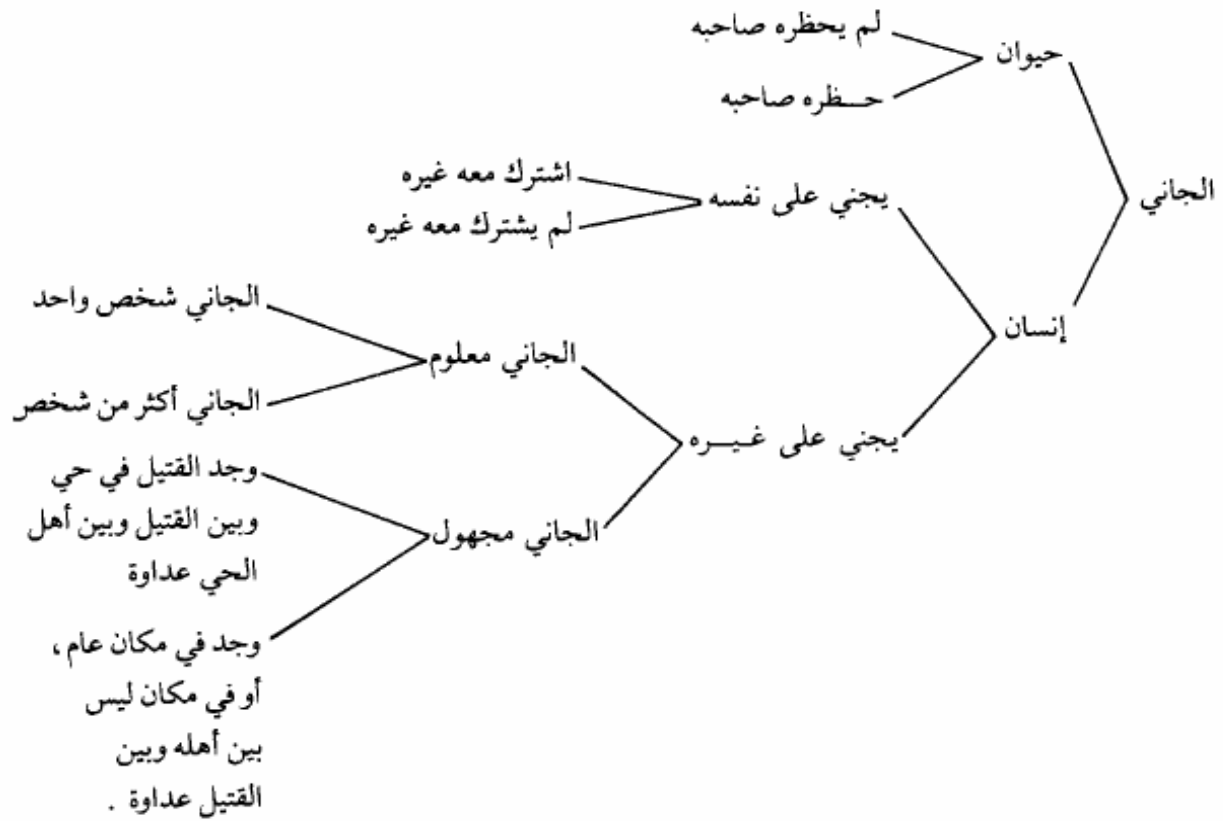 الجاني
حيوان
لم يحظره صاحبه
حـــظره صاحبه
إنسان
يجني على نفسه
اشترك معه غيره
لم يشترك معه غيره
يجني على غـيـــره
الجاني معلوم
الجاني شخص واحد
الجاني أكثر من شخص
الجاني مجهول
وجد القتيل في حي
وبين القتيل وبين أهل
الحي عداوة
وجد في مكان عام،
أو في مكان ليس
بين أهله وبين
القتيل عداوة .